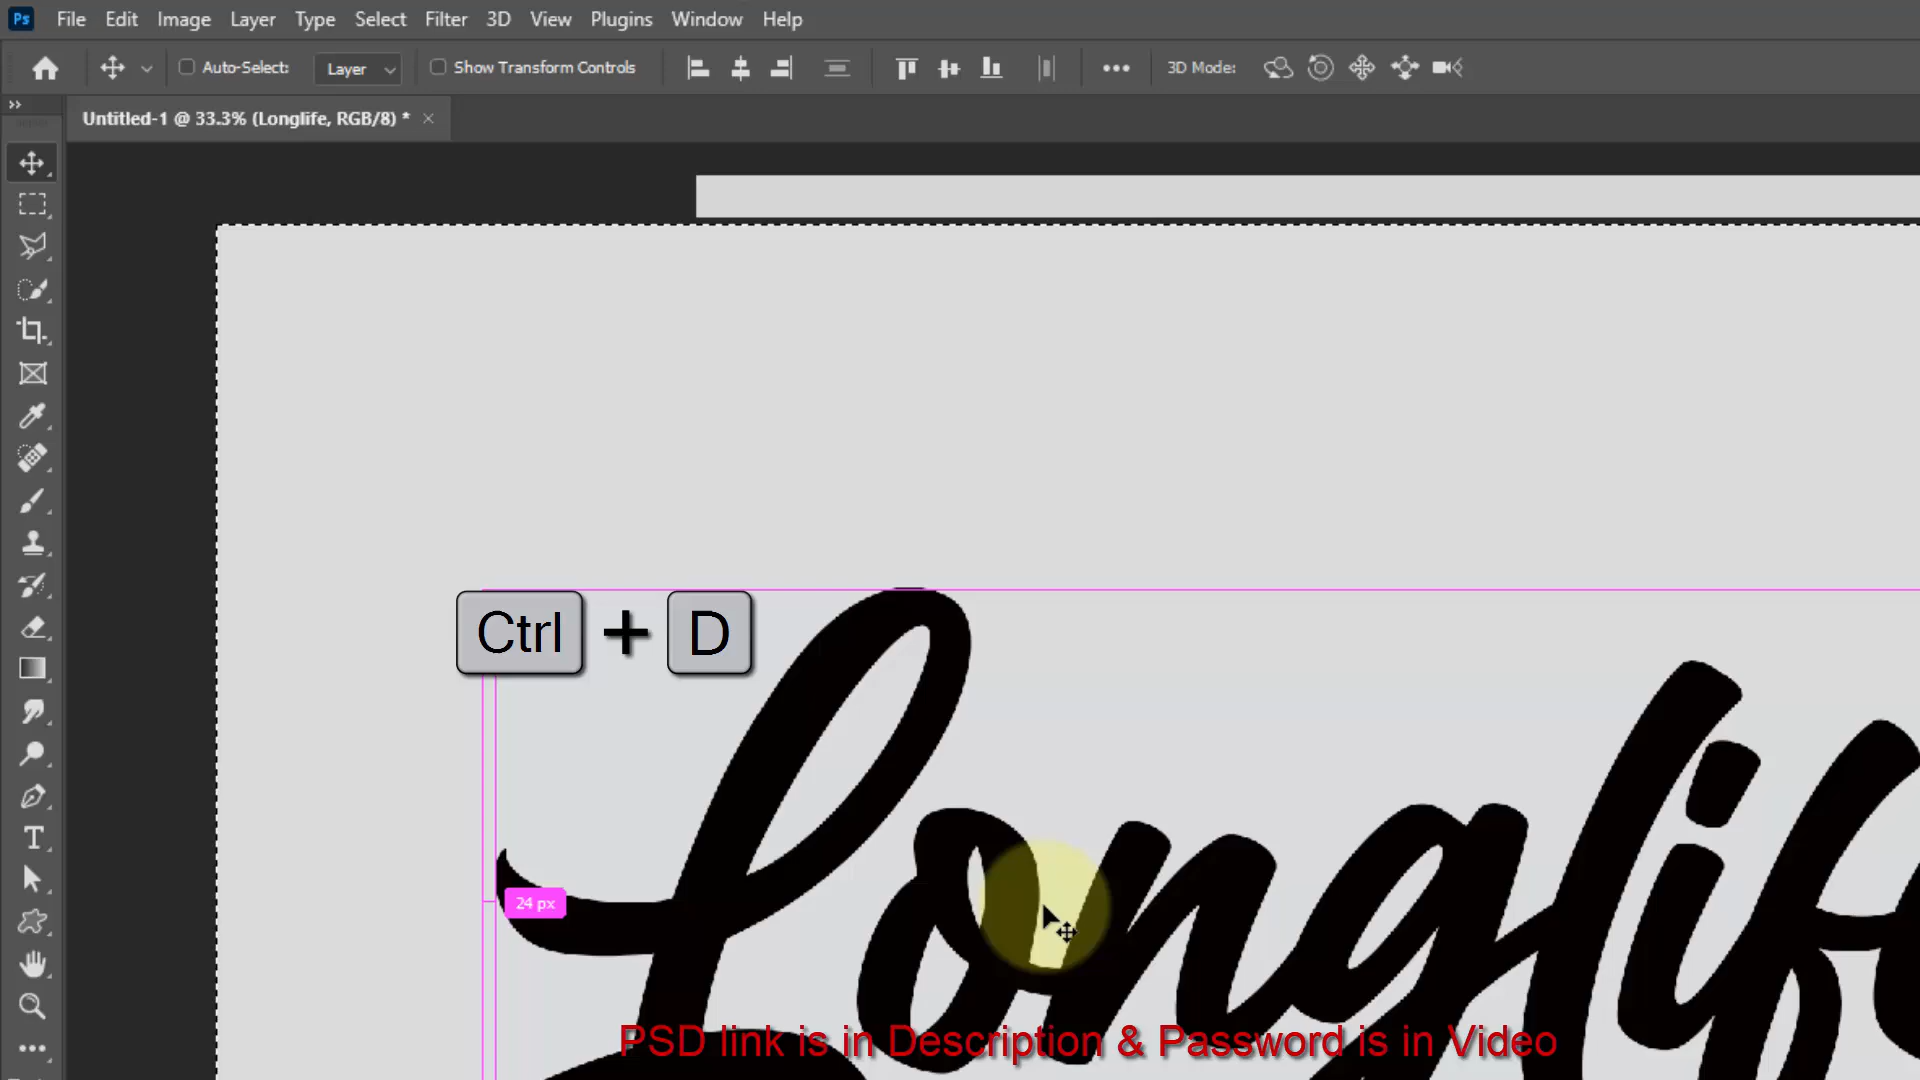 Ps File Edit Image Layer Type Select Filter 3D View Plugins Window Help
Auto-Select: Layer Show Transform Controls 3D Mode:
Untitled-1 @ 33.3% (Longlife, RGB/8) *
Ctrl + D
Longlife
24 px
T
PSD link is in Description & Password is in Video